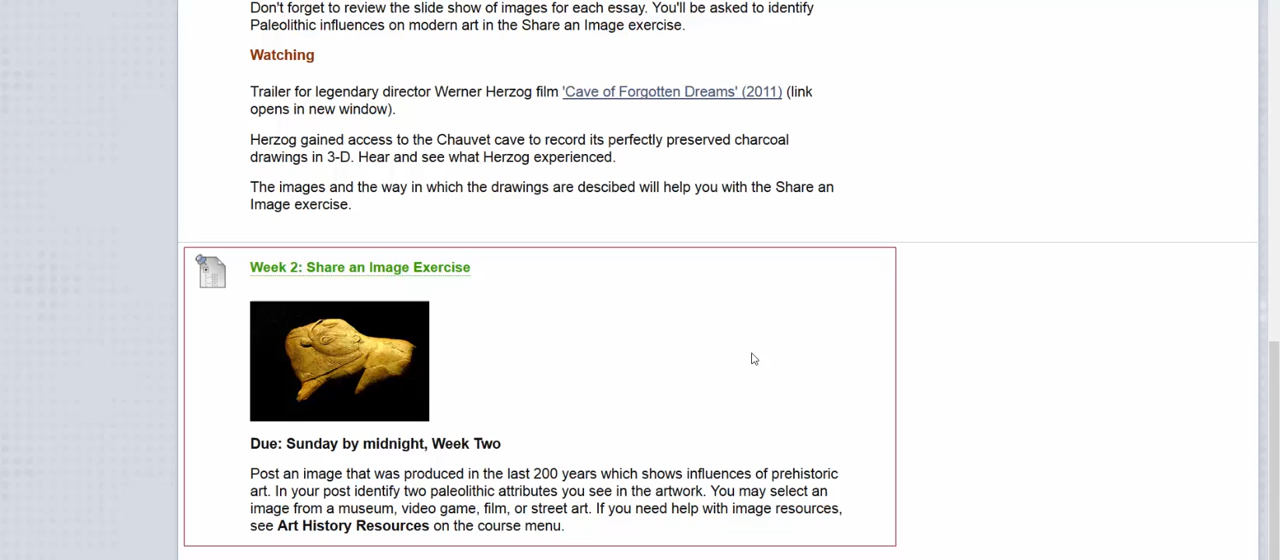 Don't forget to review the slide show of images for each essay. You'll be asked to identify
Paleolithic influences on modern art in the Share an Image exercise.
Watching
Trailer for legendary director Werner Herzog film 'Cave of Forgotten Dreams' (2011) (link
opens in new window).
Herzog gained access to the Chauvet cave to record its perfectly preserved charcoal
drawings in 3-D. Hear and see what Herzog experienced.
The images and the way in which the drawings are descibed will help you with the Share an
Image exercise.
Week 2: Share an Image Exercise
Due: Sunday by midnight, Week Two
Post an image that was produced in the last 200 years which shows influences of prehistoric
art. In your post identify two paleolithic attributes you see in the artwork. You may select an
image from a museum, video game, film, or street art. If you need help with image resources,
see Art History Resources on the course menu.